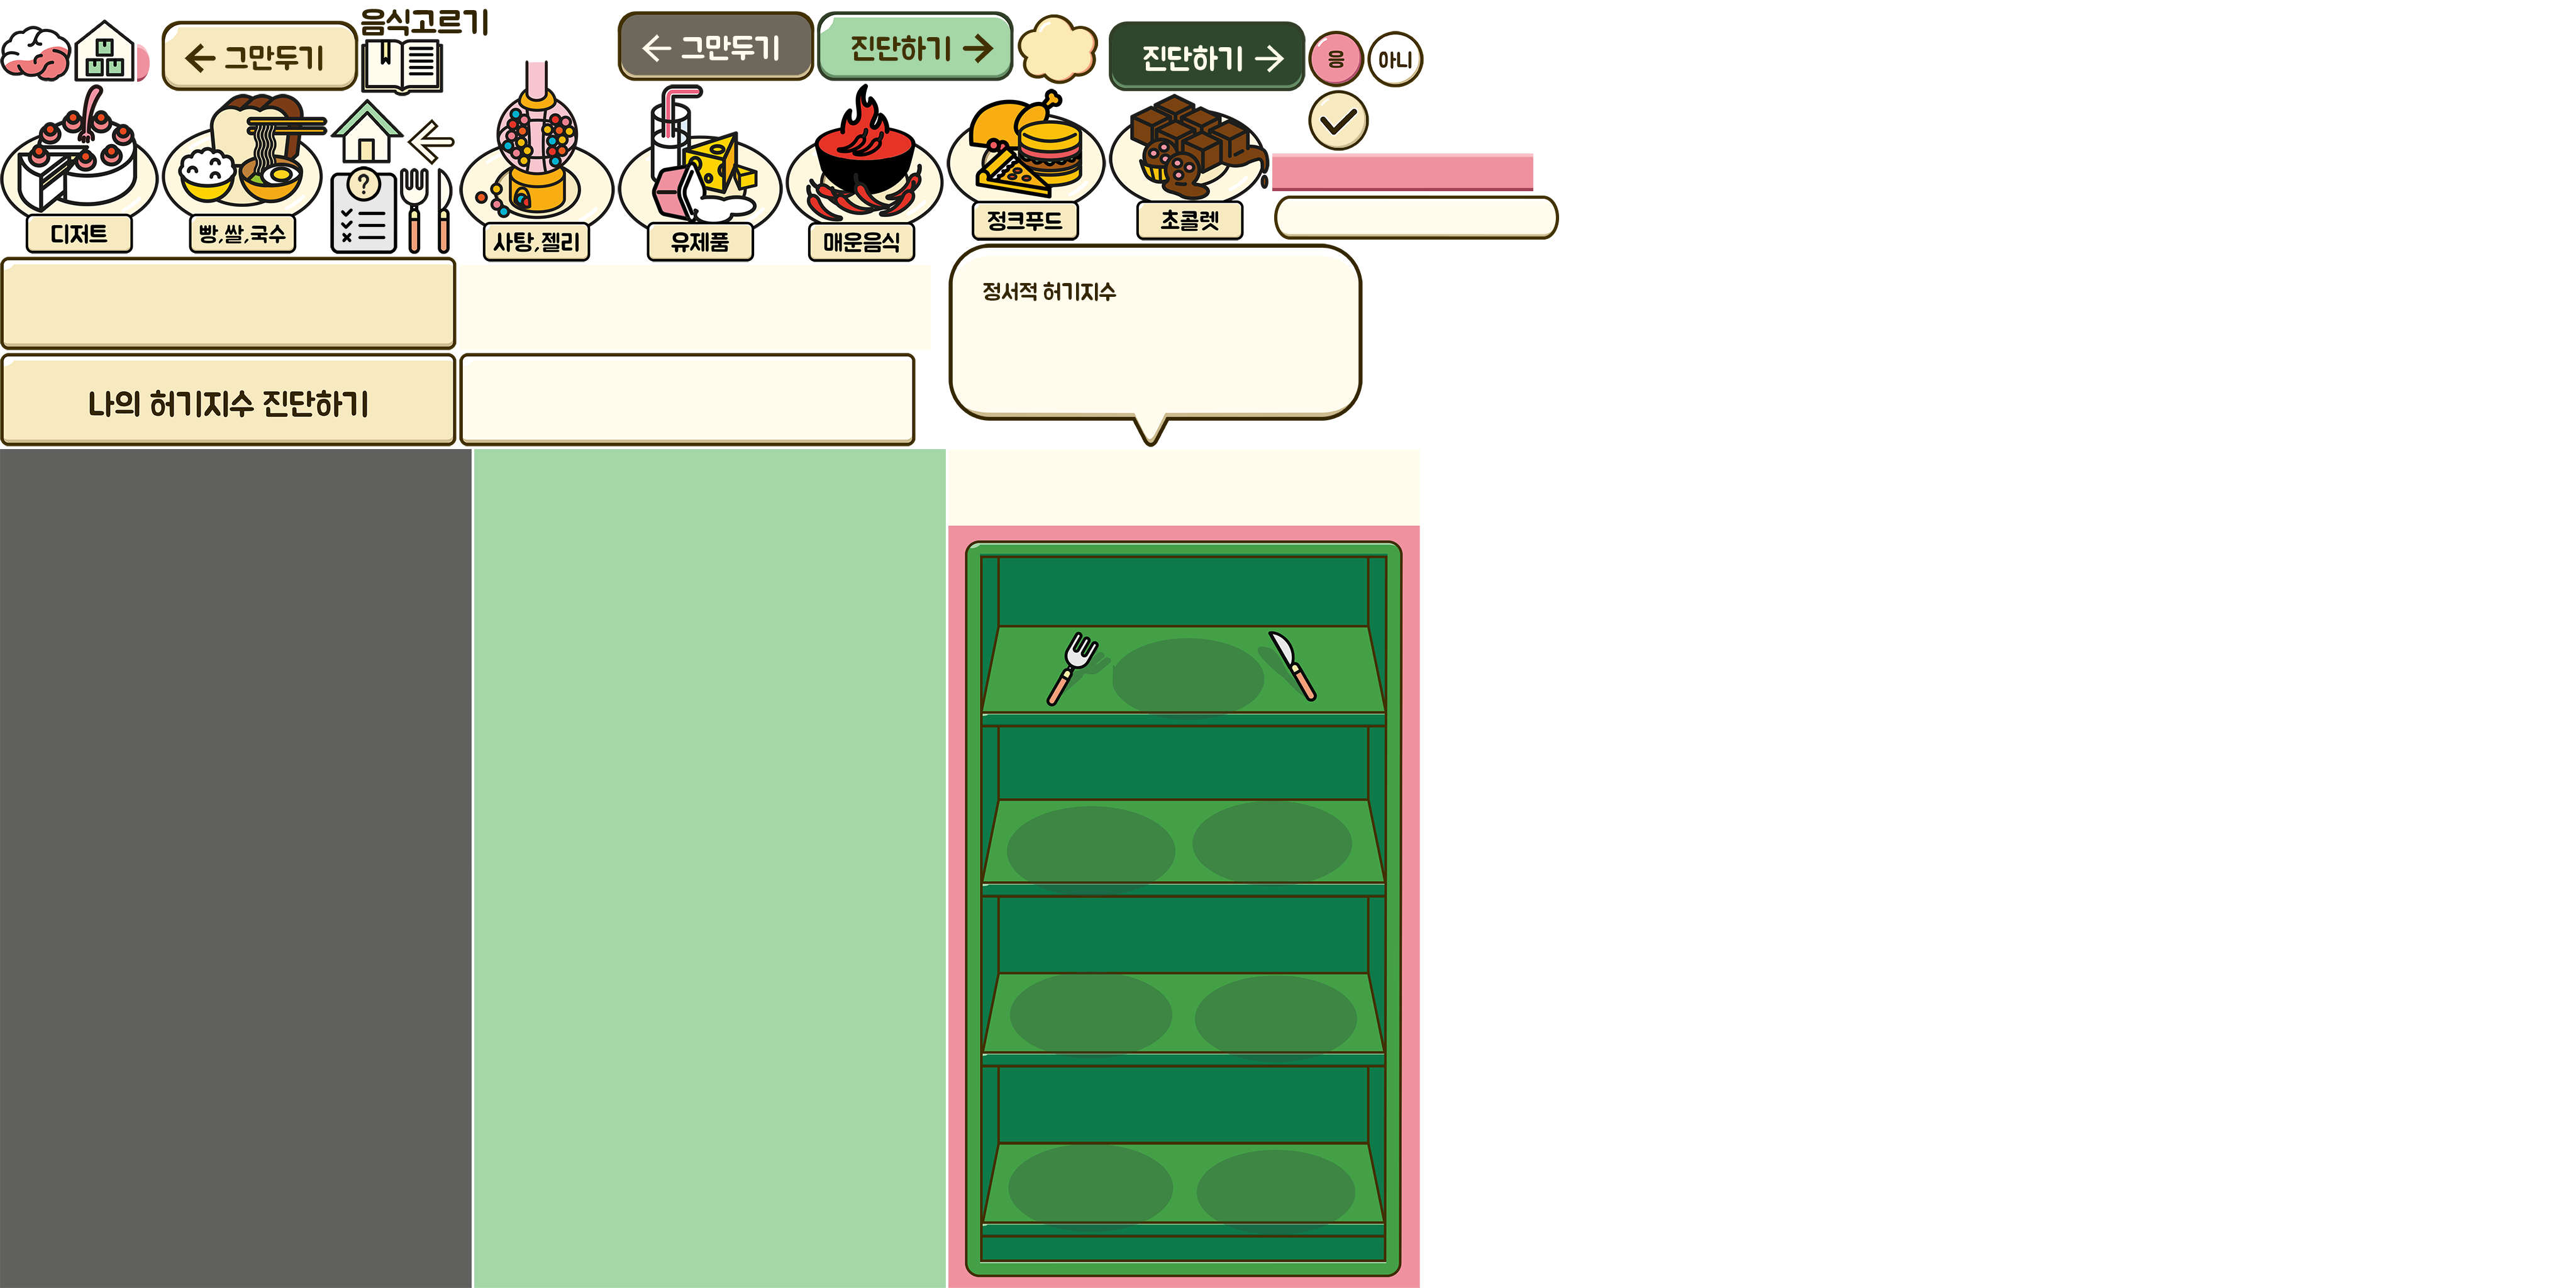 음식고르기
← 그만두기
← 그만두기
진단하기 →
진단하기 →
응
아니
?
디저트
빵,쌀,국수
사탕,젤리
유제품
매운음식
정크푸드
초콜렛
정서적 허기지수
나의 허기지수 진단하기